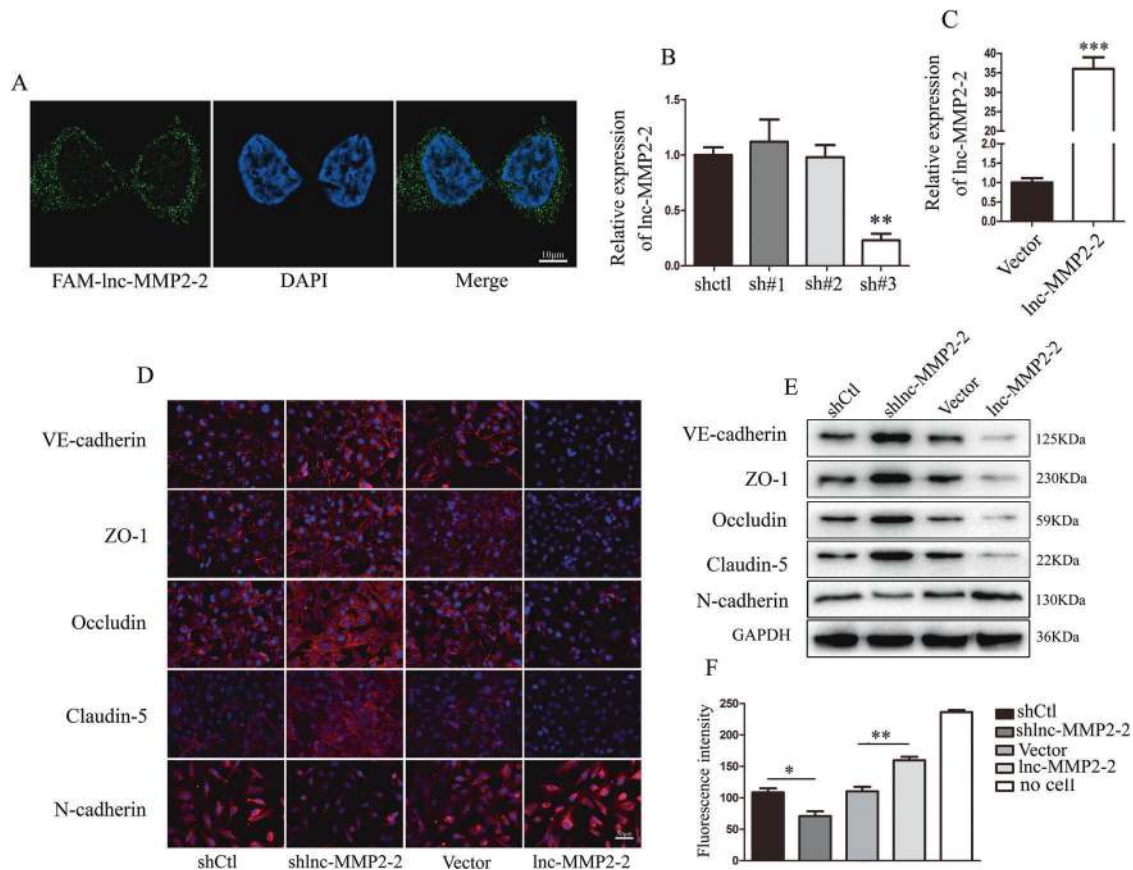 A
FAM-lnc-MMP2-2
DAPI
Merge
10μm
B
Relative expression
of lnc-MMP2-2
1.5
1.0
0.5
0.0
**
shctl
sh#1
sh#2
sh#3
C
Relative expression
of lnc-MMP2-2
40
35
30
25
20
1.5
1.0
0.5
0.0
***
Vector
lnc-MMP2-2
D
VE-cadherin
ZO-1
Occludin
Claudin-5
N-cadherin
shCtl
shlnc-MMP2-2
Vector
lnc-MMP2-2
E
shCtl
shlnc-MMP2-2
Vector
lnc-MMP2-2
VE-cadherin
125KDa
ZO-1
230KDa
Occludin
59KDa
Claudin-5
22KDa
N-cadherin
130KDa
GAPDH
36KDa
F
Fluorescence intensity
250
200
150
100
50
0
*
**
shCtl
shlnc-MMP2-2
Vector
lnc-MMP2-2
no cell